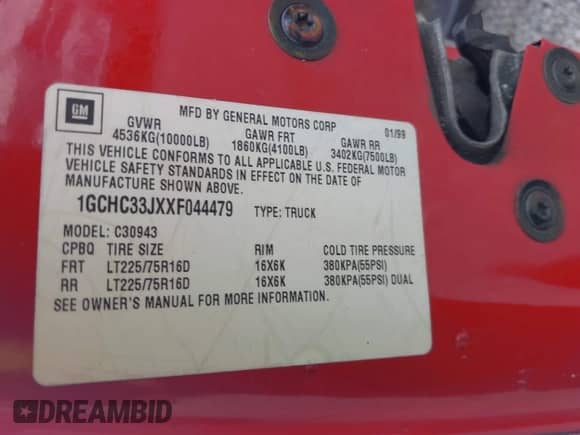 GM
MFD BY GENERAL MOTORS CORP 01/99
GVWR GAWR FRT GAWR RR
4536KG(10000LB) 1860KG(4100LB) 3402KG(7500LB)
THIS VEHICLE CONFORMS TO ALL APPLICABLE U.S. FEDERAL MOTOR
VEHICLE SAFETY STANDARDS IN EFFECT ON THE DATE OF
MANUFACTURE SHOWN ABOVE.
1GCHC33JXXF044479 TYPE: TRUCK
MODEL: C30943
CPBQ TIRE SIZE RIM COLD TIRE PRESSURE
FRT LT225/75R16D 16X6K 380KPA(55PSI)
RR LT225/75R16D 16X6K 380KPA(55PSI) DUAL
SEE OWNER'S MANUAL FOR MORE INFORMATION.
DREAMBID